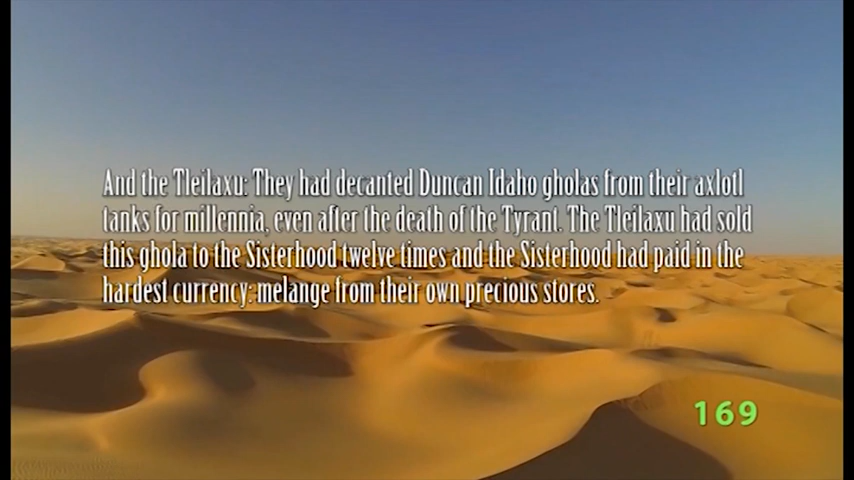 And the Tleilaxu: They had decanted Duncan Idaho gholas from their axlotl
tanks for millennia, even after the death of the Tyrant. The Tleilaxu had sold
this ghola to the Sisterhood twelve times and the Sisterhood had paid in the
hardest currency: melange from their own precious stores.
169